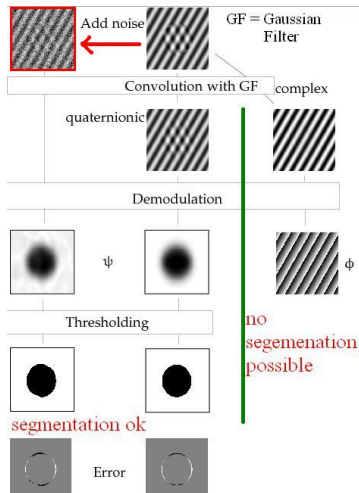 Add noise
GF = Gaussian
Filter
Convolution with GF
complex
quaternionic
Demodulation
ψ
ϕ
Thresholding
no
segemenation
possible
segmentation ok
Error